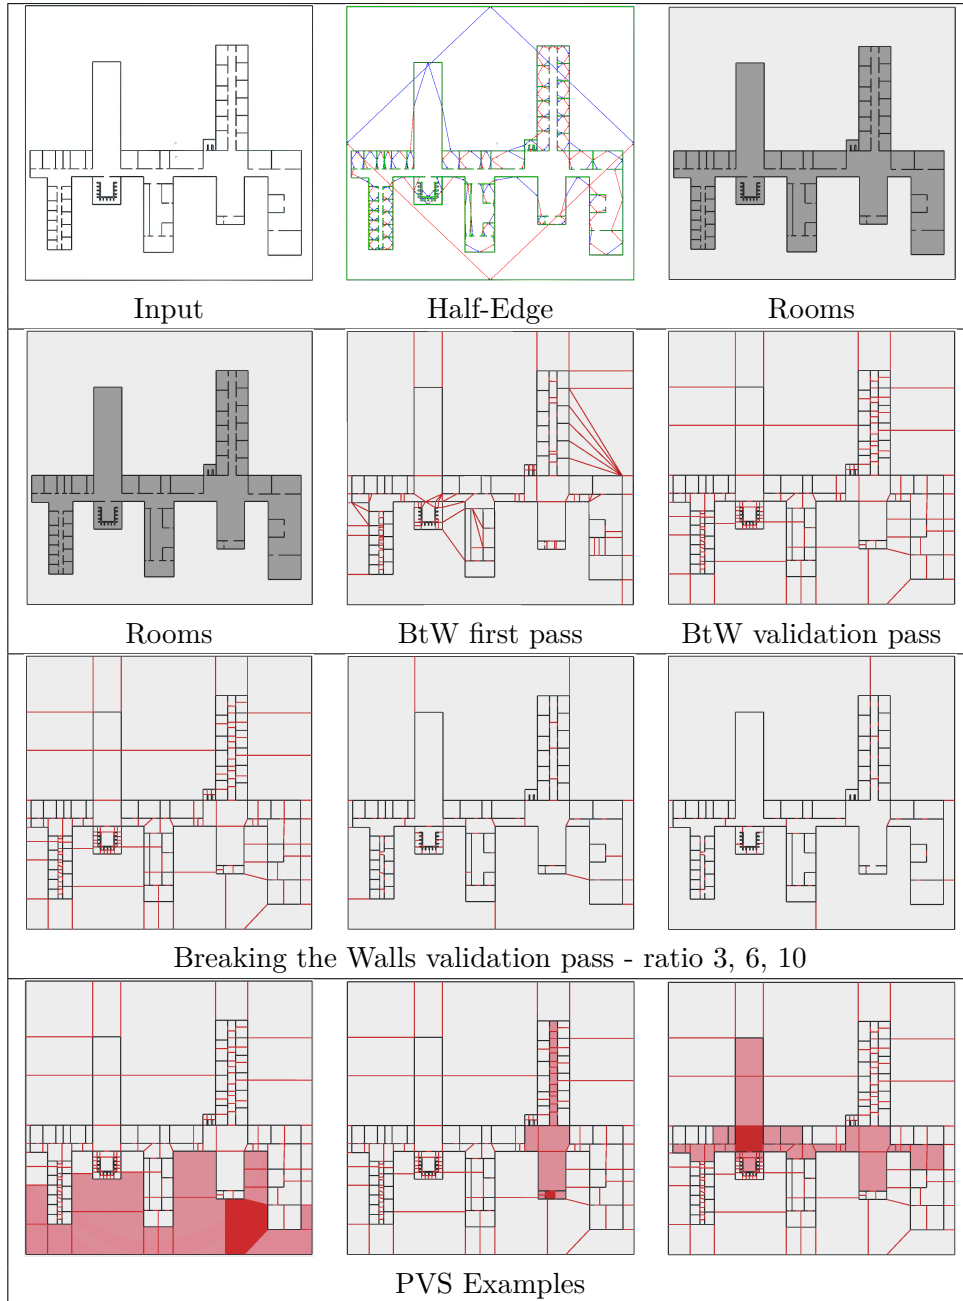 Input
Half-Edge
Rooms
Rooms
BtW first pass
BtW validation pass
Breaking the Walls validation pass - ratio 3, 6, 10
PVS Examples